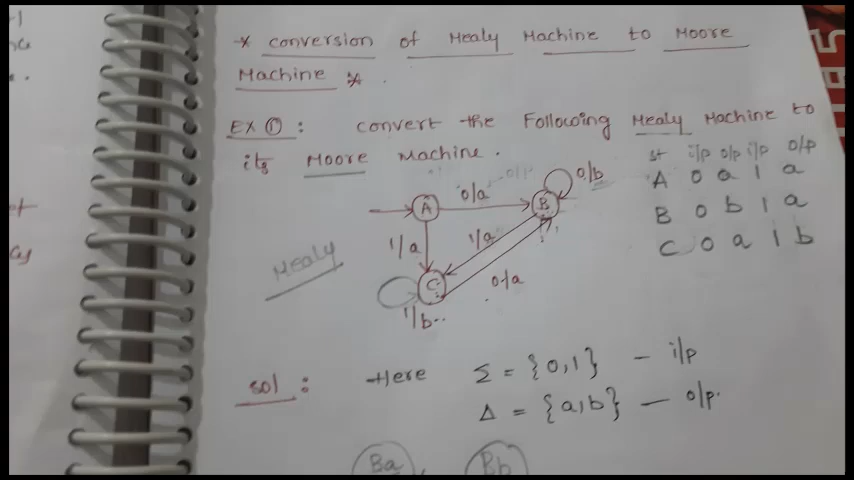 * conversion of Mealy Machine to Moore
Machine *.
Ex ①: convert the Following Mealy Machine to
its Moore Machine.
st i/p o/p i/p o/p
A 0 a 1 a
B 0 b 1 a
C 0 a 1 b
0/a
0/b
A
B
1/a
1/a
Mealy
C
0/a
1/b
sol: Here Σ = {0,1} - i/p
Δ = {a,b} - o/p.
Ba, Bb